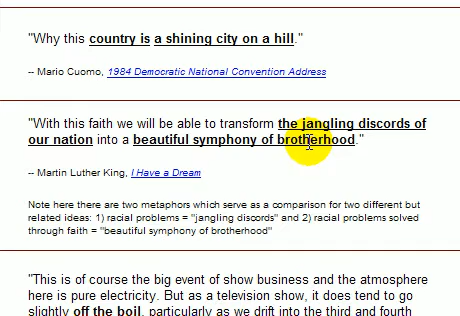 "Why this country is a shining city on a hill."
-- Mario Cuomo, 1984 Democratic National Convention Address
"With this faith we will be able to transform the jangling discords of
our nation into a beautiful symphony of brotherhood."
-- Martin Luther King, I Have a Dream
Note here there are two metaphors which serve as a comparison for two different but
related ideas: 1) racial problems = "jangling discords" and 2) racial problems solved
through faith = "beautiful symphony of brotherhood"
"This is of course the big event of show business and the atmosphere
here is pure electricity. But as a television show, it does tend to go
slightly off the boil, particularly as we drift into the third and fourth